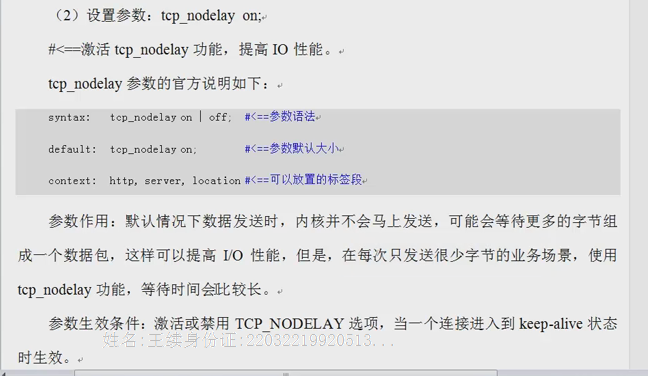 （2）设置参数：tcp_nodelay on;
#<==激活 tcp_nodelay 功能，提高 IO 性能。
tcp_nodelay 参数的官方说明如下：
syntax: tcp_nodelay on | off; #<==参数语法
default: tcp_nodelay on; #<==参数默认大小
context: http, server, location #<==可以放置的标签段
参数作用：默认情况下数据发送时，内核并不会马上发送，可能会等待更多的字节组
成一个数据包，这样可以提高 I/O 性能，但是，在每次只发送很少字节的业务场景，使用
tcp_nodelay 功能，等待时间会比较长。
参数生效条件：激活或禁用 TCP_NODELAY 选项，当一个连接进入到 keep-alive 状态
姓名:王续身份证:22032219920513...
时生效。